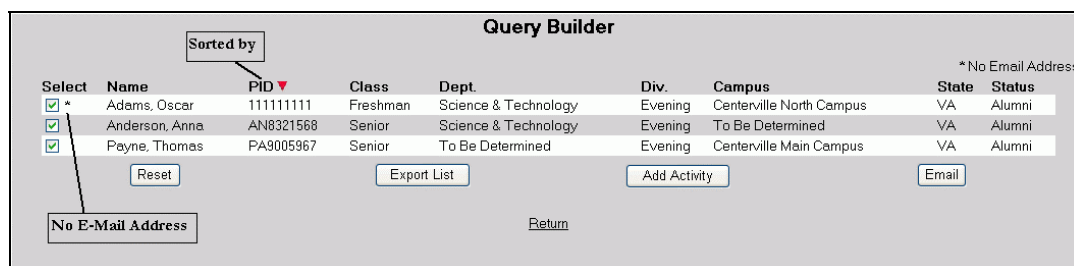 Query Builder
Sorted by
*No Email Address
Select Name PID Class Dept. Div. Campus State Status
* Adams, Oscar 111111111 Freshman Science & Technology Evening Centerville North Campus VA Alumni
Anderson, Anna AN8321568 Senior Science & Technology Evening To Be Determined VA Alumni
Payne, Thomas PA9005967 Senior To Be Determined Evening Centerville Main Campus VA Alumni
Reset Export List Add Activity Email
No E-Mail Address Return